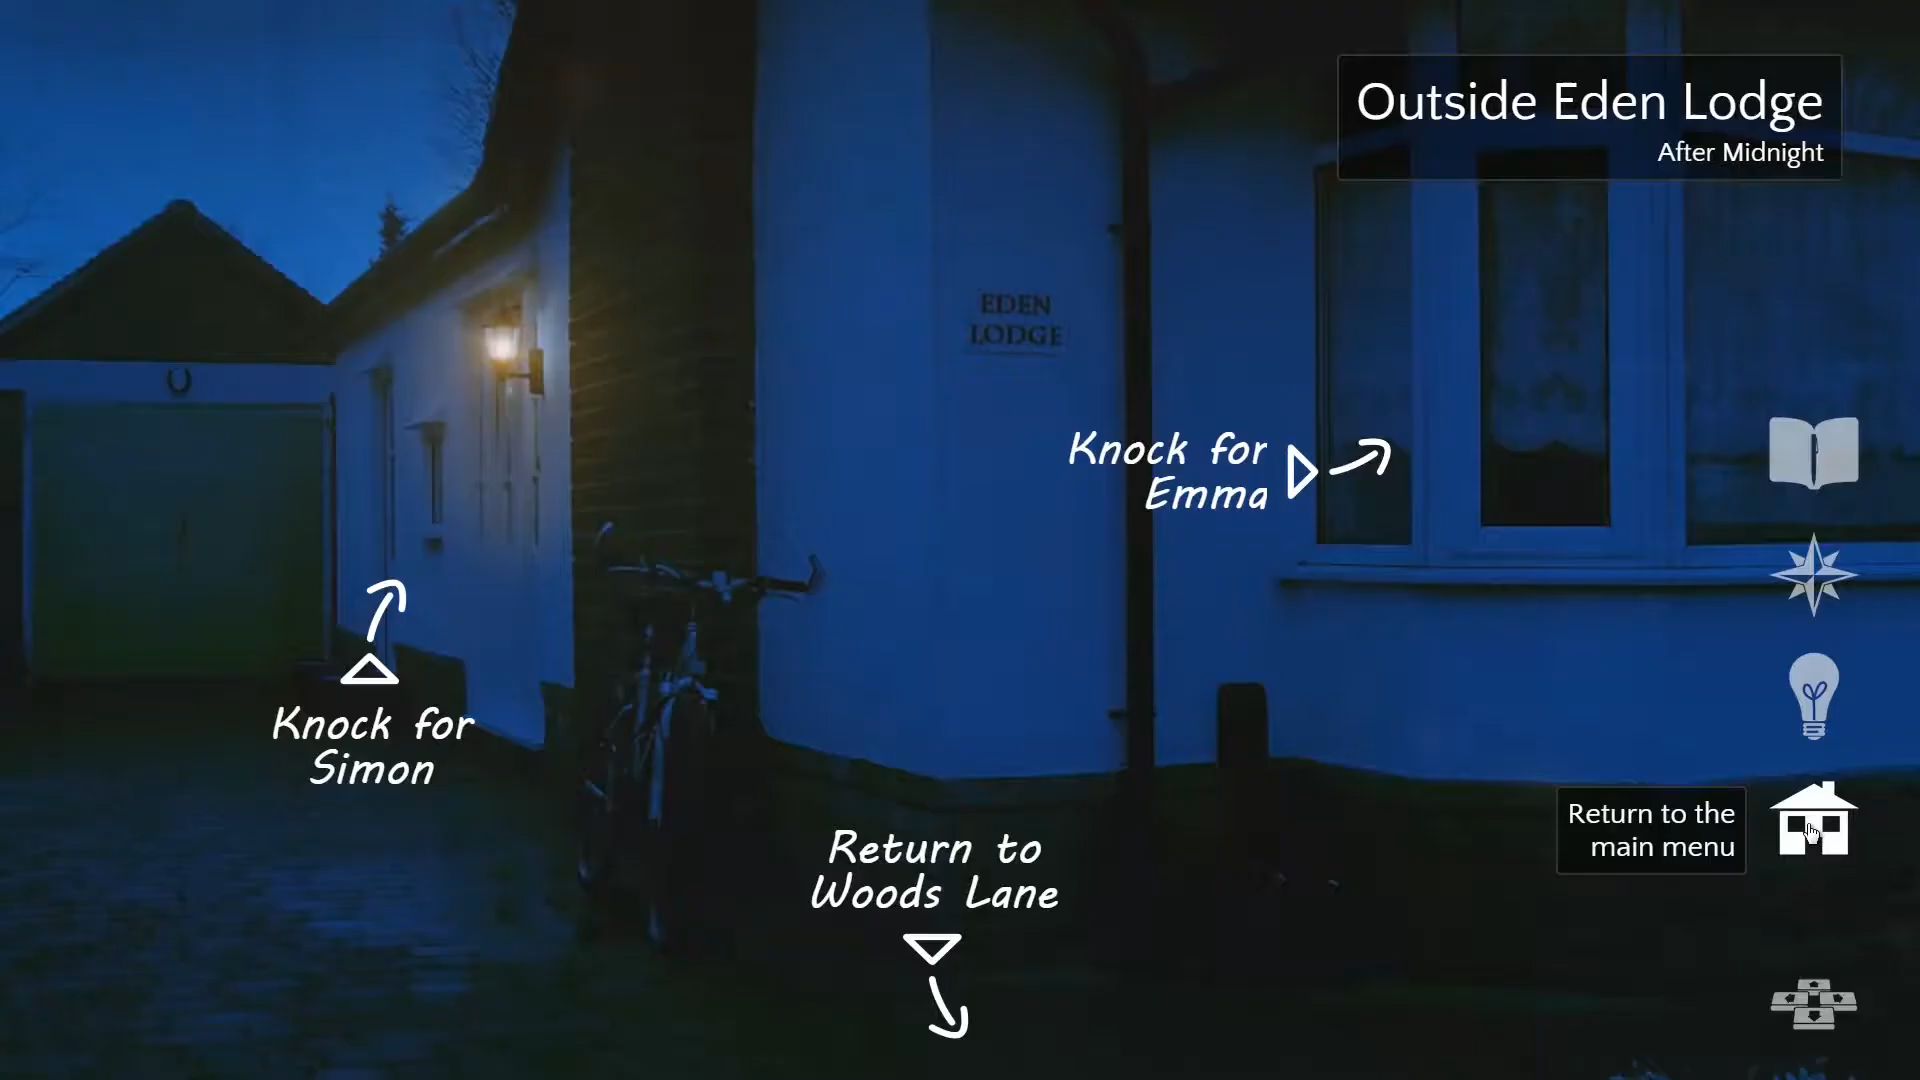 Outside Eden Lodge
After Midnight
EDEN
LODGE
Knock for
Emma
Knock for
Simon
Return to the
main menu
Return to
Woods Lane